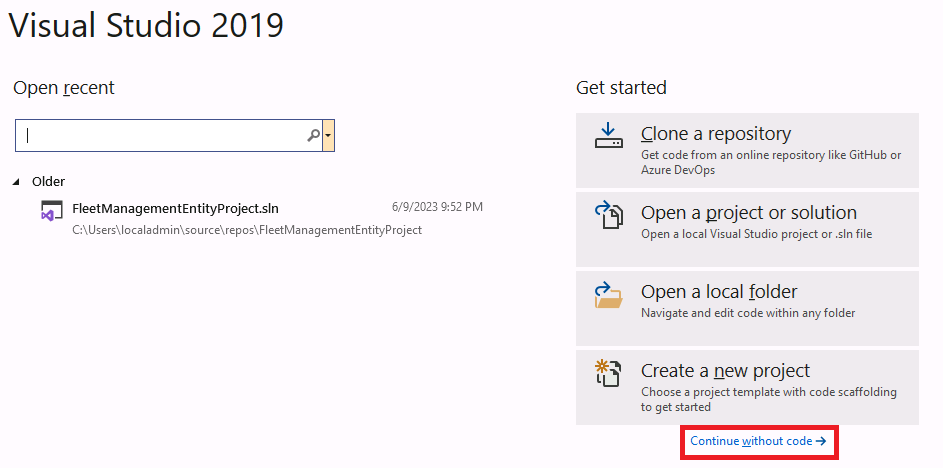 Visual Studio 2019
Open recent
Older
FleetManagementEntityProject.sln
6/9/2023 9:52 PM
C:\Users\localadmin\source\repos\FleetManagementEntityProject
Get started
Clone a repository
Get code from an online repository like GitHub or
Azure DevOps
Open a project or solution
Open a local Visual Studio project or .sln file
Open a local folder
Navigate and edit code within any folder
Create a new project
Choose a project template with code scaffolding
to get started
Continue without code →